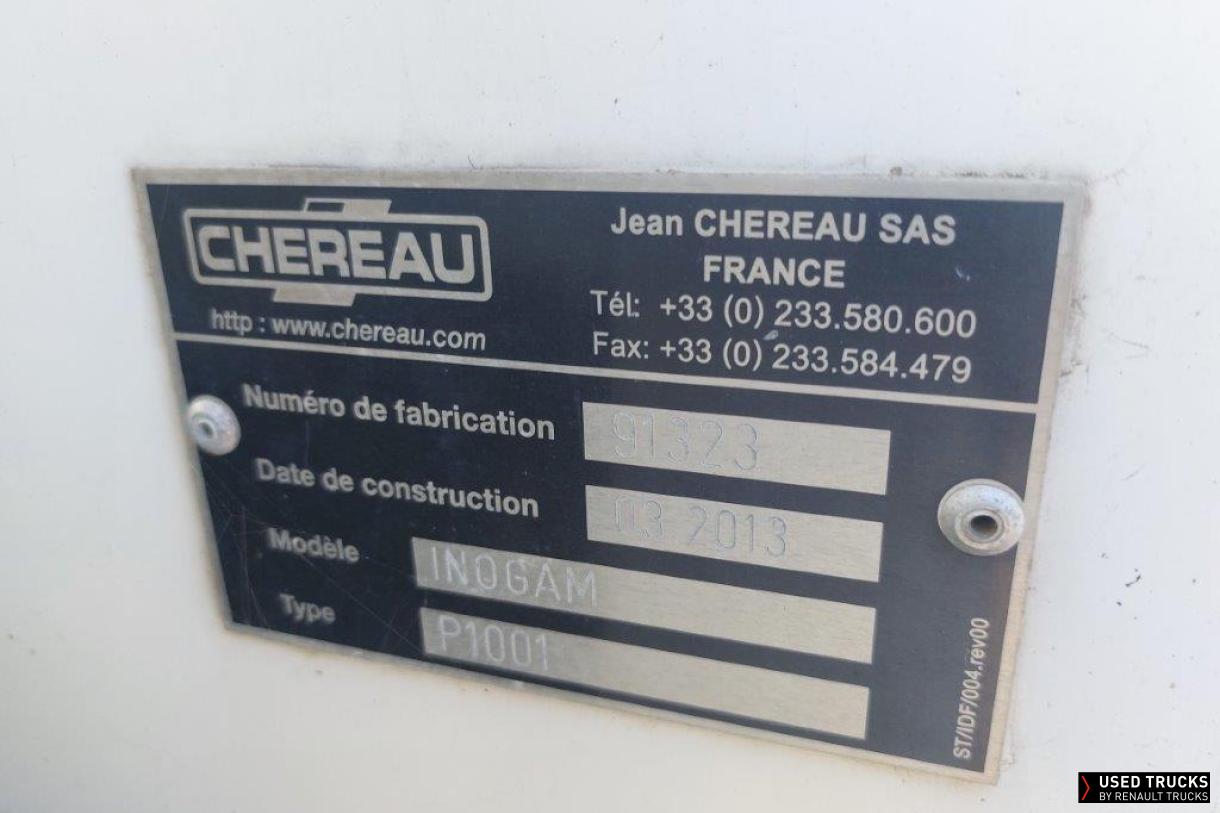 CHEREAU
http : www.chereau.com
Jean CHEREAU SAS
FRANCE
Tél: +33 (0) 233.580.600
Fax: +33 (0) 233.584.479
Numéro de fabrication 91323
Date de construction 03 2013
Modèle INOGAM
Type P1001
ST/IDF/004.rev00
USED TRUCKS
BY RENAULT TRUCKS